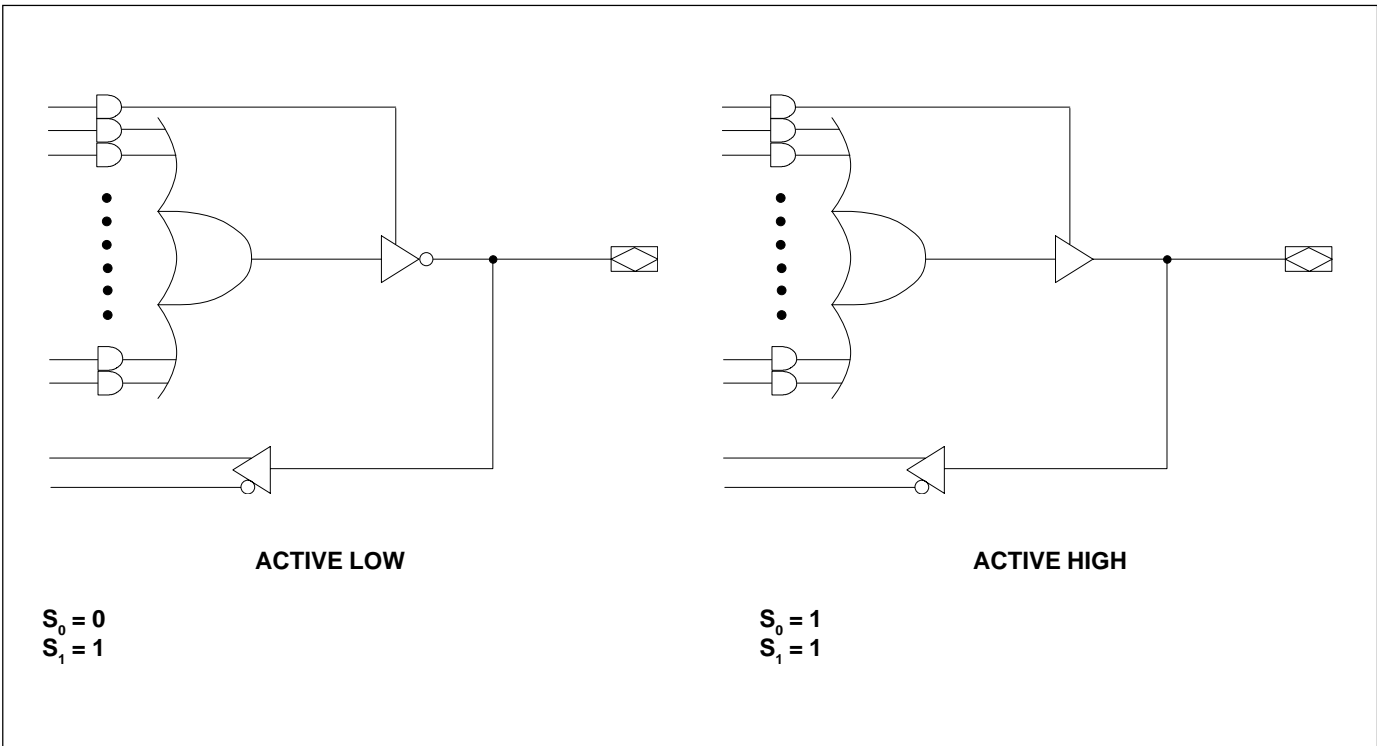 ACTIVE LOW
S₀ = 0
S₁ = 1
ACTIVE HIGH
S₀ = 1
S₁ = 1